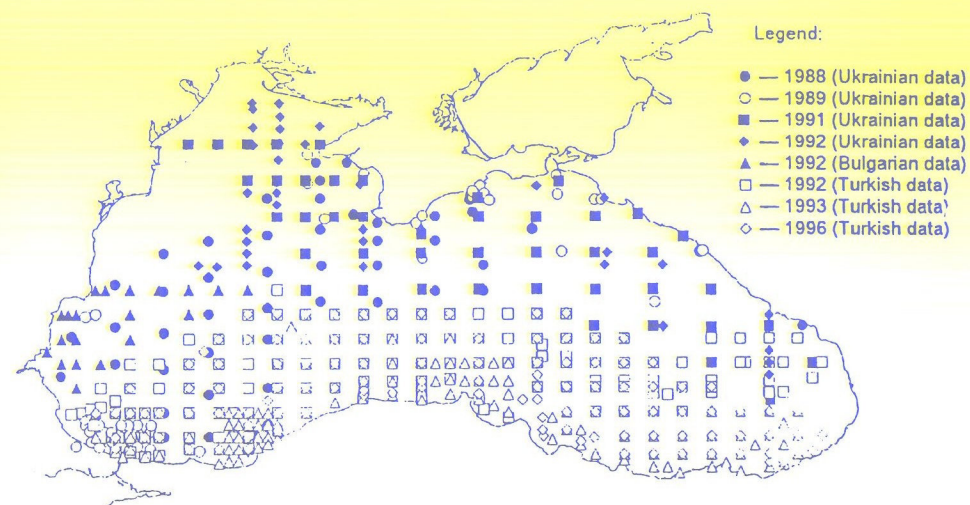 Legend:
— 1988 (Ukrainian data)
— 1989 (Ukrainian data)
— 1991 (Ukrainian data)
— 1992 (Ukrainian data)
— 1992 (Bulgarian data)
— 1992 (Turkish data)
— 1993 (Turkish data)
— 1996 (Turkish data)